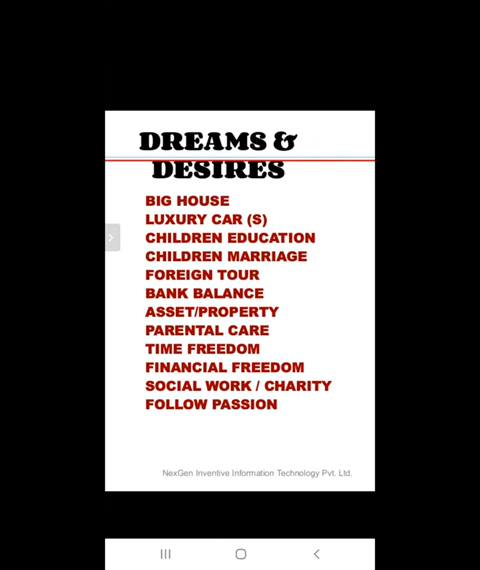 DREAMS &
DESIRES
BIG HOUSE
LUXURY CAR (S)
CHILDREN EDUCATION
CHILDREN MARRIAGE
FOREIGN TOUR
BANK BALANCE
ASSET/PROPERTY
PARENTAL CARE
TIME FREEDOM
FINANCIAL FREEDOM
SOCIAL WORK / CHARITY
FOLLOW PASSION
NexGen Inventive Information Technology Pvt. Ltd.